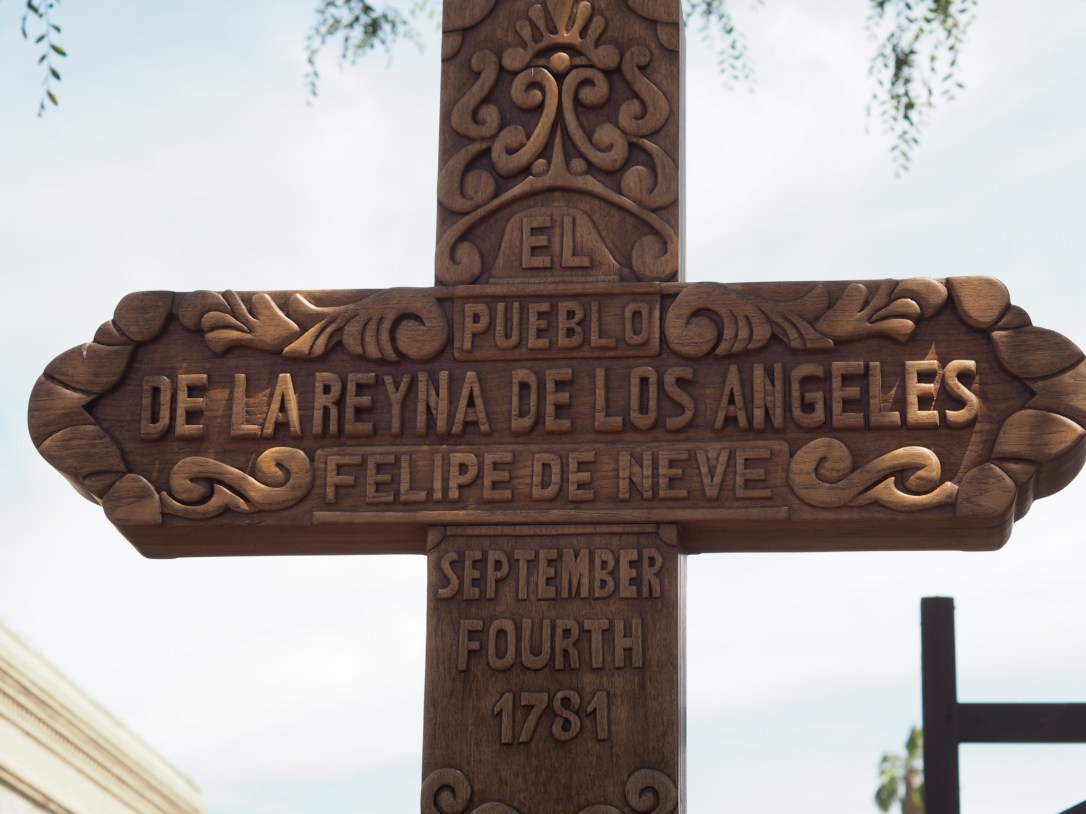 EL
PUEBLO
DE LA REYNA DE LOS ANGELES
FELIPE DE NEVE
SEPTEMBER
FOURTH
1781